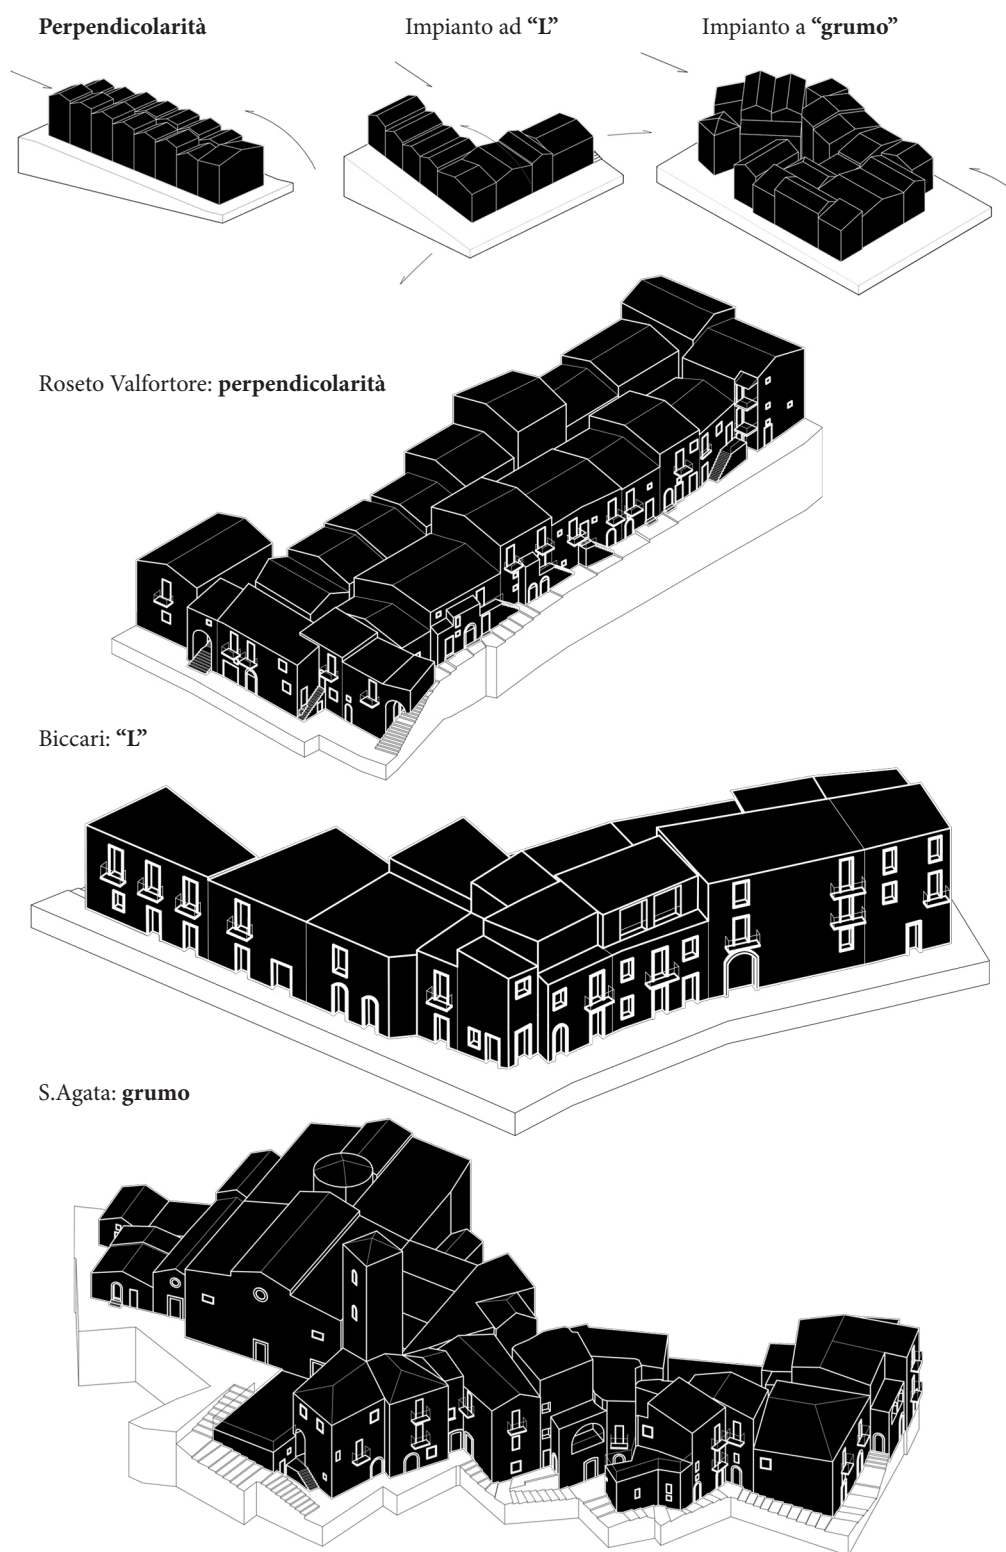 Perpendicolarità
Impianto ad “L”
Impianto a “grumo”
Roseto Valfortore: perpendicolarità
Biccari: “L”
S.Agata: grumo